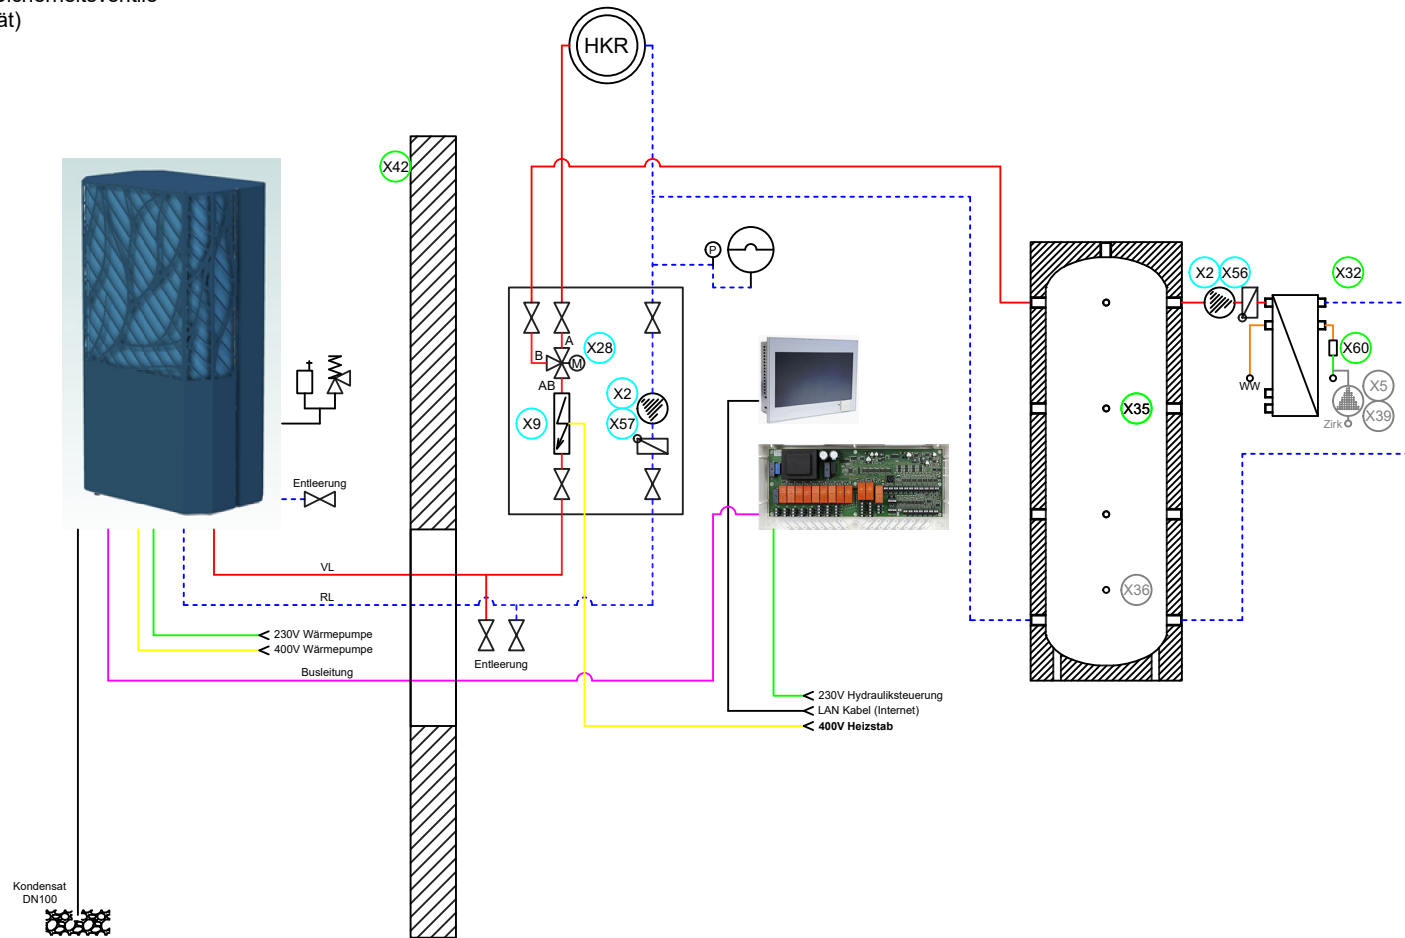 ät)
HKR
X42
P
X2
X56
X32
A
B
M
X28
AB
X2
X9
X57
X60
WW
X5
X35
X39
Zirk
Entleerung
VL
X36
RL
230V Wärmepumpe
400V Wärmepumpe
Entleerung
Busleitung
230V Hydrauliksteuerung
LAN Kabel (Internet)
400V Heizstab
Kondensat
DN100